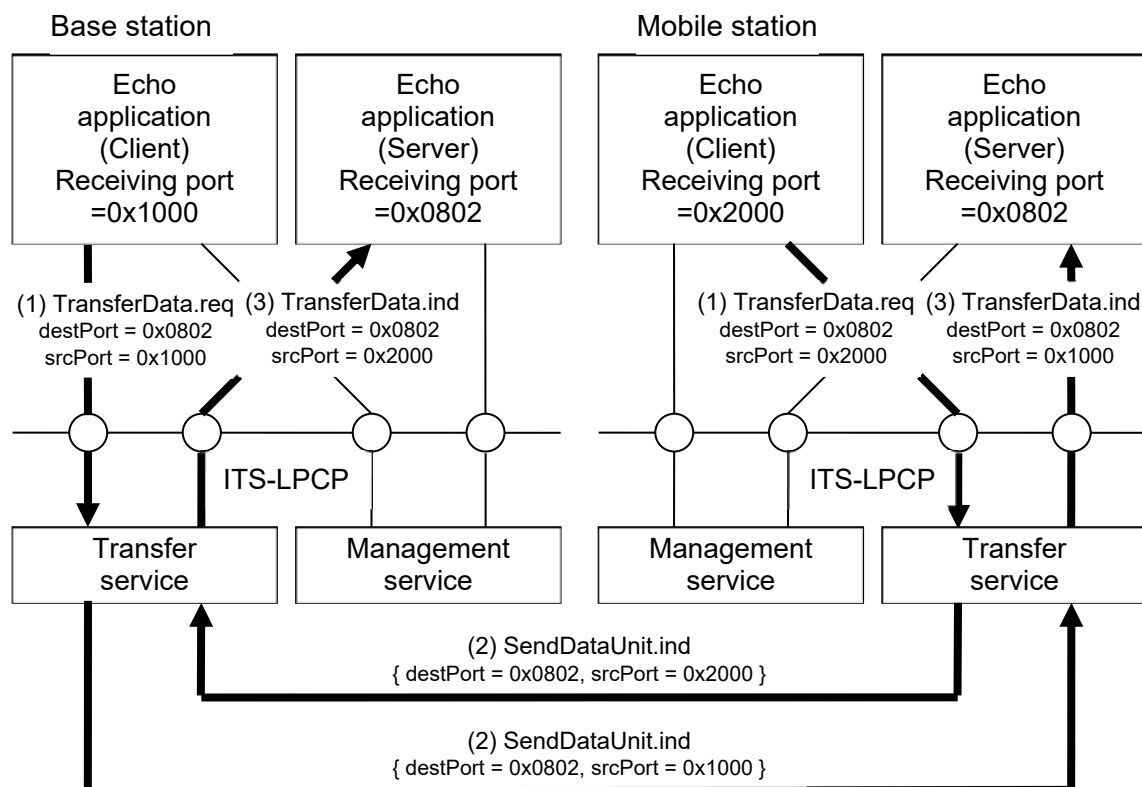 Base station
Mobile station
Echo
application
(Client)
Receiving port
=0x1000
Echo
application
(Server)
Receiving port
=0x0802
Echo
application
(Client)
Receiving port
=0x2000
Echo
application
(Server)
Receiving port
=0x0802
(1) TransferData.req
destPort = 0x0802
srcPort = 0x1000
(3) TransferData.ind
destPort = 0x0802
srcPort = 0x2000
(1) TransferData.req
destPort = 0x0802
srcPort = 0x2000
(3) TransferData.ind
destPort = 0x0802
srcPort = 0x1000
ITS-LPCP
ITS-LPCP
Transfer
service
Management
service
Management
service
Transfer
service
(2) SendDataUnit.ind
{ destPort = 0x0802, srcPort = 0x2000 }
(2) SendDataUnit.ind
{ destPort = 0x0802, srcPort = 0x1000 }